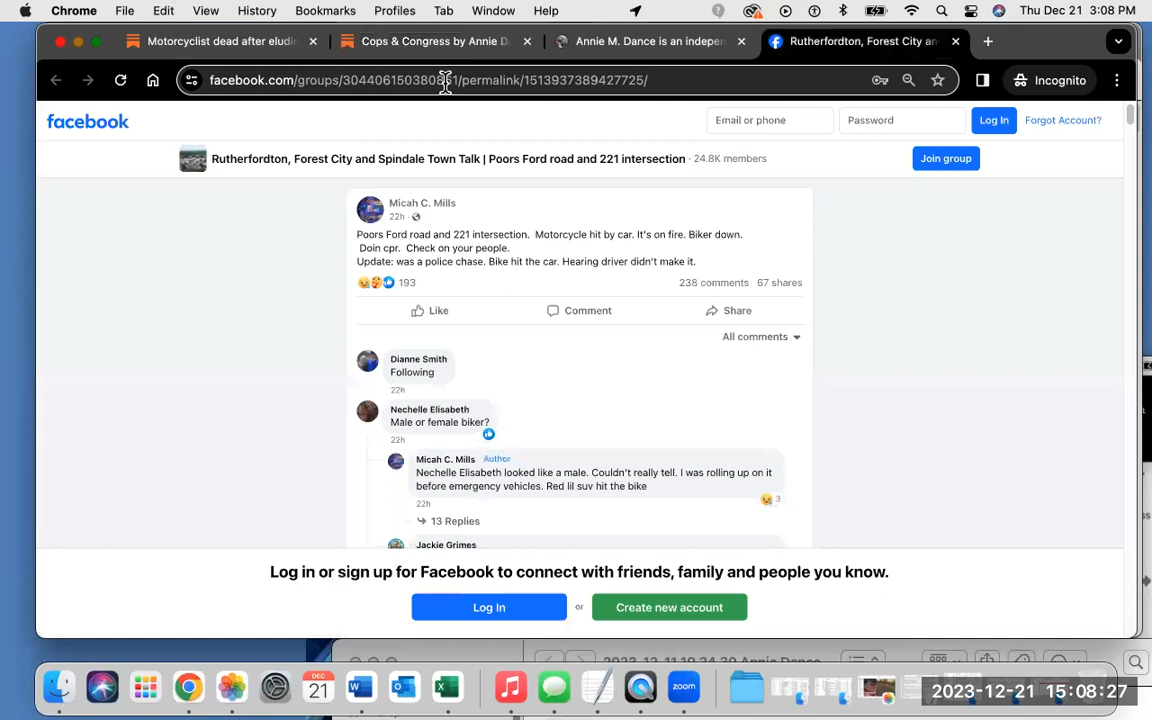 Chrome File Edit View History Bookmarks Profiles Tab Window Help Thu Dec 21 3:08 PM
Motorcyclist dead after eludi Cops & Congress by Annie D Annie M. Dance is an indepen Rutherfordton, Forest City an
facebook.com/groups/ /permalink/1513937389427725/ Incognito
facebook Email or phone Password Log In Forgot Account?
Rutherfordton, Forest City and Spindale Town Talk | Poors Ford road and 221 intersection · 24.8K members Join group
Micah C. Mills
22h ·
Poors Ford road and 221 intersection. Motorcycle hit by car. It's on fire. Biker down.
Doin cpr. Check on your people.
Update: was a police chase. Bike hit the car. Hearing driver didn't make it.
193 238 comments 67 shares
Like Comment Share
All comments
Dianne Smith
Following
22h
Nechelle Elisabeth
Male or female biker?
22h
Micah C. Mills Author
Nechelle Elisabeth looked like a male. Couldn't really tell. I was rolling up on it
before emergency vehicles. Red lil suv hit the bike
3
22h
13 Replies
Jackie Grimes
Log in or sign up for Facebook to connect with friends, family and people you know.
Log In or Create new account
DEC
21
zoom
2023-12-21 15:08:27